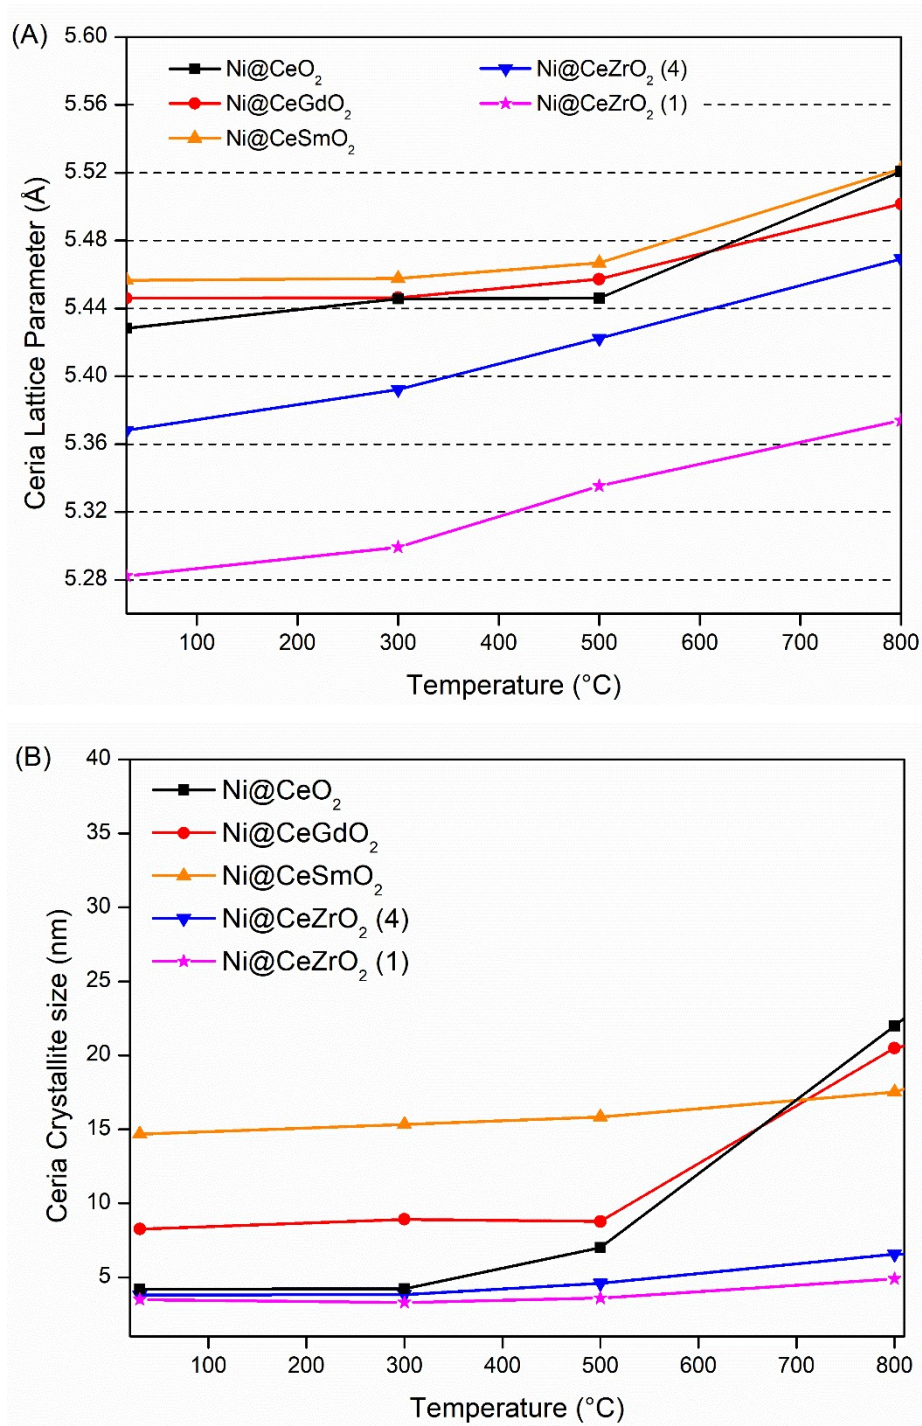 (A)
5.60
5.56
5.52
5.48
5.44
5.40
5.36
5.32
5.28
Ceria Lattice Parameter (Å)
Ni@CeO₂
Ni@CeGdO₂
Ni@CeSmO₂
Ni@CeZrO₂ (4)
Ni@CeZrO₂ (1)
100 200 300 400 500 600 700 800
Temperature (°C)
(B)
40
35
30
25
20
15
10
5
Ceria Crystallite size (nm)
Ni@CeO₂
Ni@CeGdO₂
Ni@CeSmO₂
Ni@CeZrO₂ (4)
Ni@CeZrO₂ (1)
100 200 300 400 500 600 700 800
Temperature (°C)